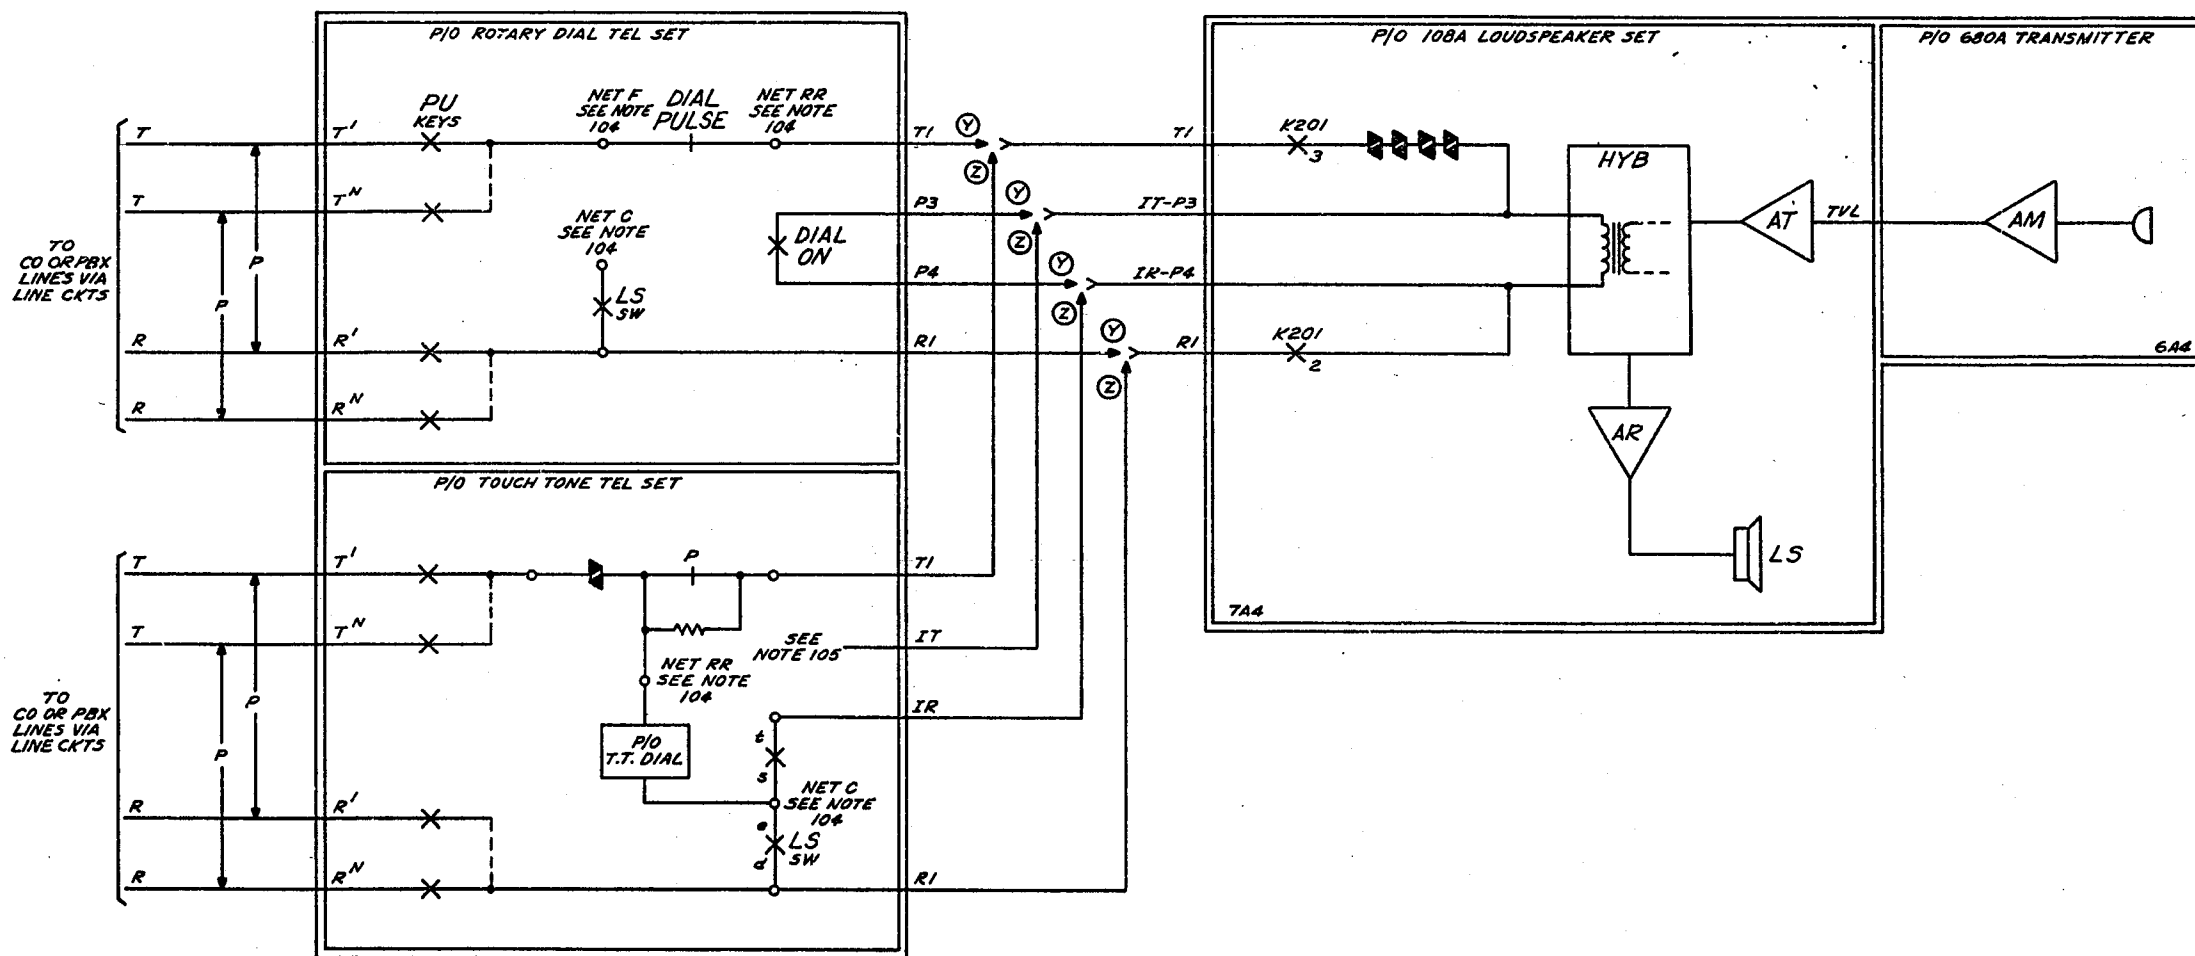 P/O ROTARY DIAL TEL SET
PU
KEYS
NET F
SEE NOTE
104
DIAL
PULSE
NET RR
SEE NOTE
104
T
T'
T1
Y
Z
T
T^N
NET C
SEE NOTE
104
P3
Y
Z
DIAL
ON
P4
Y
Z
LS
SW
TO
CO OR PBX
LINES VIA
LINE CKTS
P
P
R
R'
R1
Y
Z
R
R^N
P/O TOUCH TONE TEL SET
T
T'
P
T1
T
T^N
SEE
NOTE 105
IT
NET RR
SEE NOTE
104
IR
P/O
T.T. DIAL
t
s
NET C
SEE NOTE
104
e
LS
SW
d
TO
CO OR PBX
LINES VIA
LINE CKTS
P
P
R
R'
R
R^N
R1
P/O 108A LOUDSPEAKER SET
T1
K201
3
IT-P3
IR-P4
R1
K201
2
HYB
AT
TVL
AR
LS
7A4
P/O 680A TRANSMITTER
AM
6A4